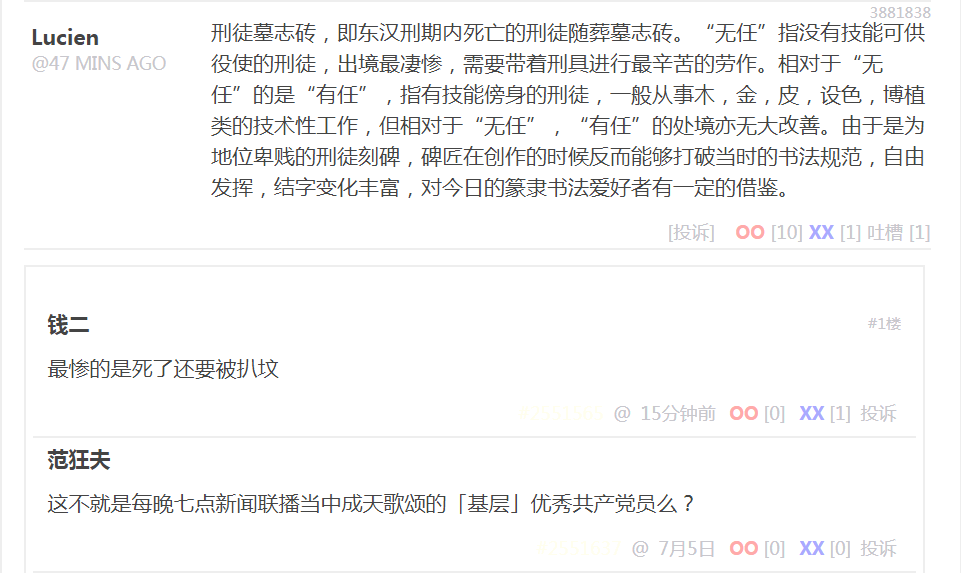 3881838
Lucien
@47 MINS AGO
刑徒墓志砖，即东汉刑期内死亡的刑徒随葬墓志砖。“无任”指没有技能可供
役使的刑徒，出境最凄惨，需要带着刑具进行最辛苦的劳作。相对于“无
任”的是“有任”，指有技能傍身的刑徒，一般从事木，金，皮，设色，博植
类的技术性工作，但相对于“无任”，“有任”的处境亦无大改善。由于是为
地位卑贱的刑徒刻碑，碑匠在创作的时候反而能够打破当时的书法规范，自由
发挥，结字变化丰富，对今日的篆隶书法爱好者有一定的借鉴。
[投诉] OO [10] XX [1] 吐槽 [1]
钱二 #1楼
最惨的是死了还要被扒坟
@ 15分钟前 OO [0] XX [1] 投诉
范狂夫
这不就是每晚七点新闻联播当中成天歌颂的「基层」优秀共产党员么？
@ 7月5日 OO [0] XX [0] 投诉